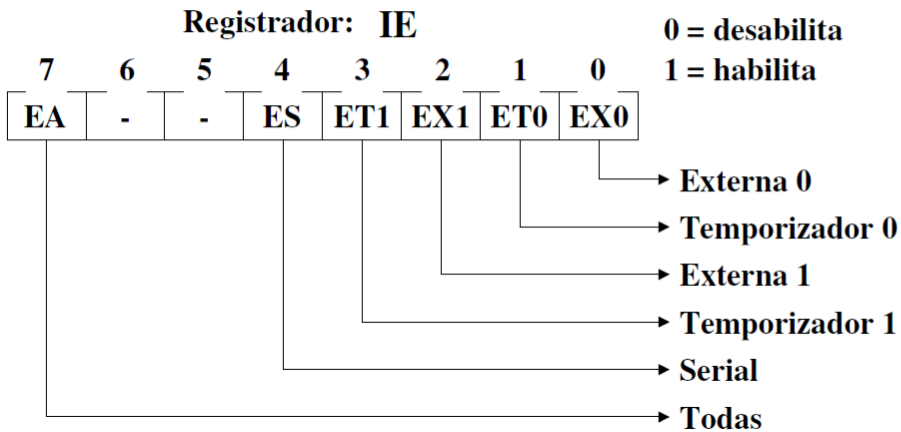 Registrador: IE
0 = desabilita
1 = habilita
7 6 5 4 3 2 1 0
EA - - ES ET1 EX1 ET0 EX0
Externa 0
Temporizador 0
Externa 1
Temporizador 1
Serial
Todas